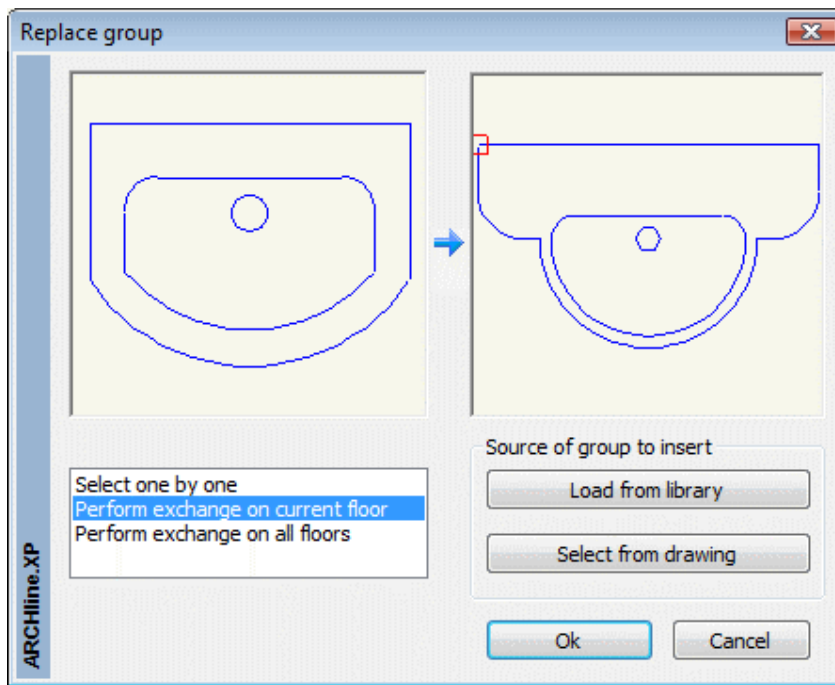 Replace group
Select one by one
Perform exchange on current floor
Perform exchange on all floors
Source of group to insert
Load from library
Select from drawing
Ok
Cancel
ARCHline.XP